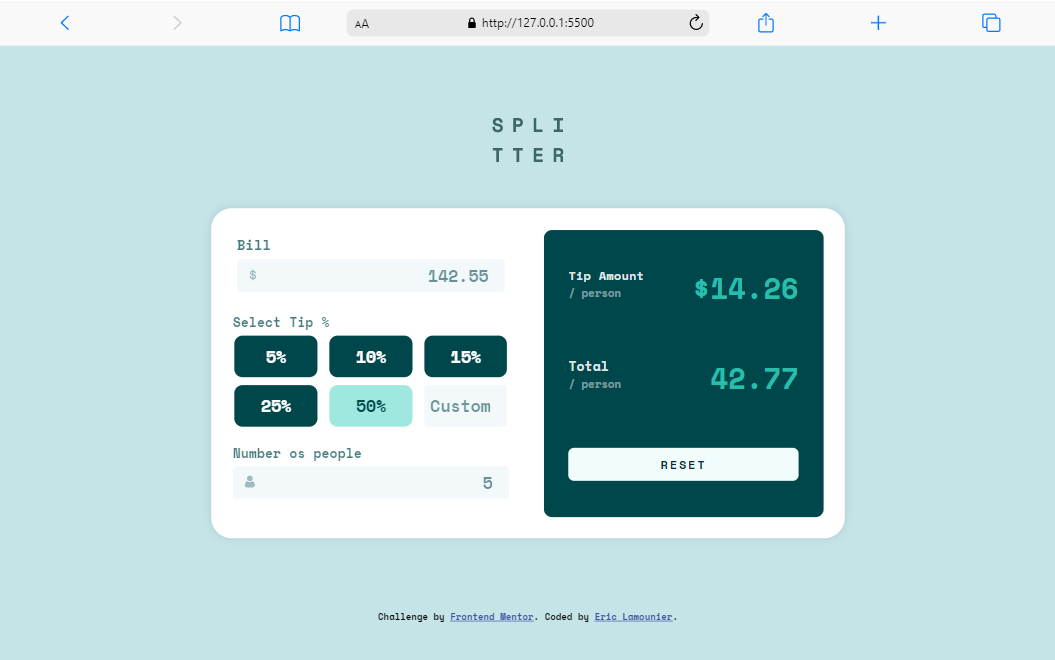 AA http://127.0.0.1:5500
SPLI
TTER
Bill
$ 142.55
Select Tip %
5% 10% 15%
25% 50% Custom
Number os people
5
Tip Amount
/ person
$14.26
Total
/ person
42.77
RESET
Challenge by Frontend Mentor. Coded by Eric Lamounier.